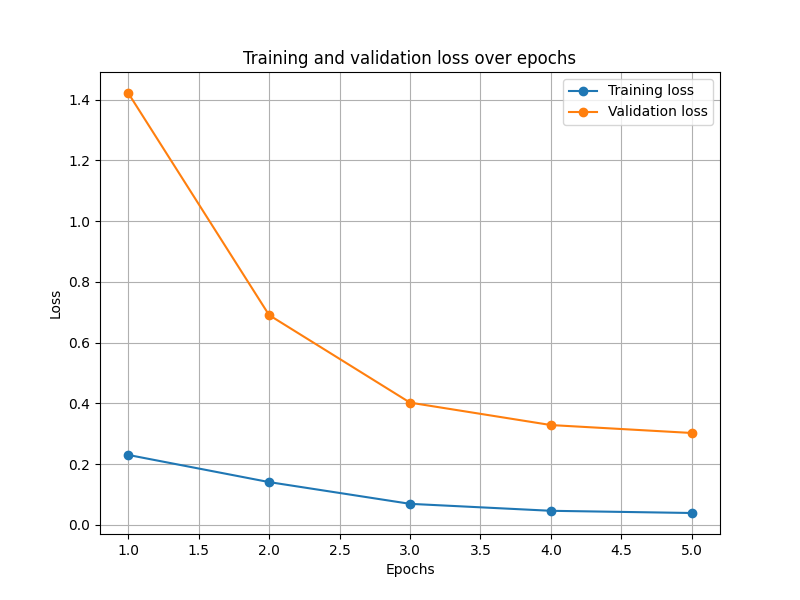 Training and validation loss over epochs
Training loss
Validation loss
Loss
1.4
1.2
1.0
0.8
0.6
0.4
0.2
0.0
1.0 1.5 2.0 2.5 3.0 3.5 4.0 4.5 5.0
Epochs